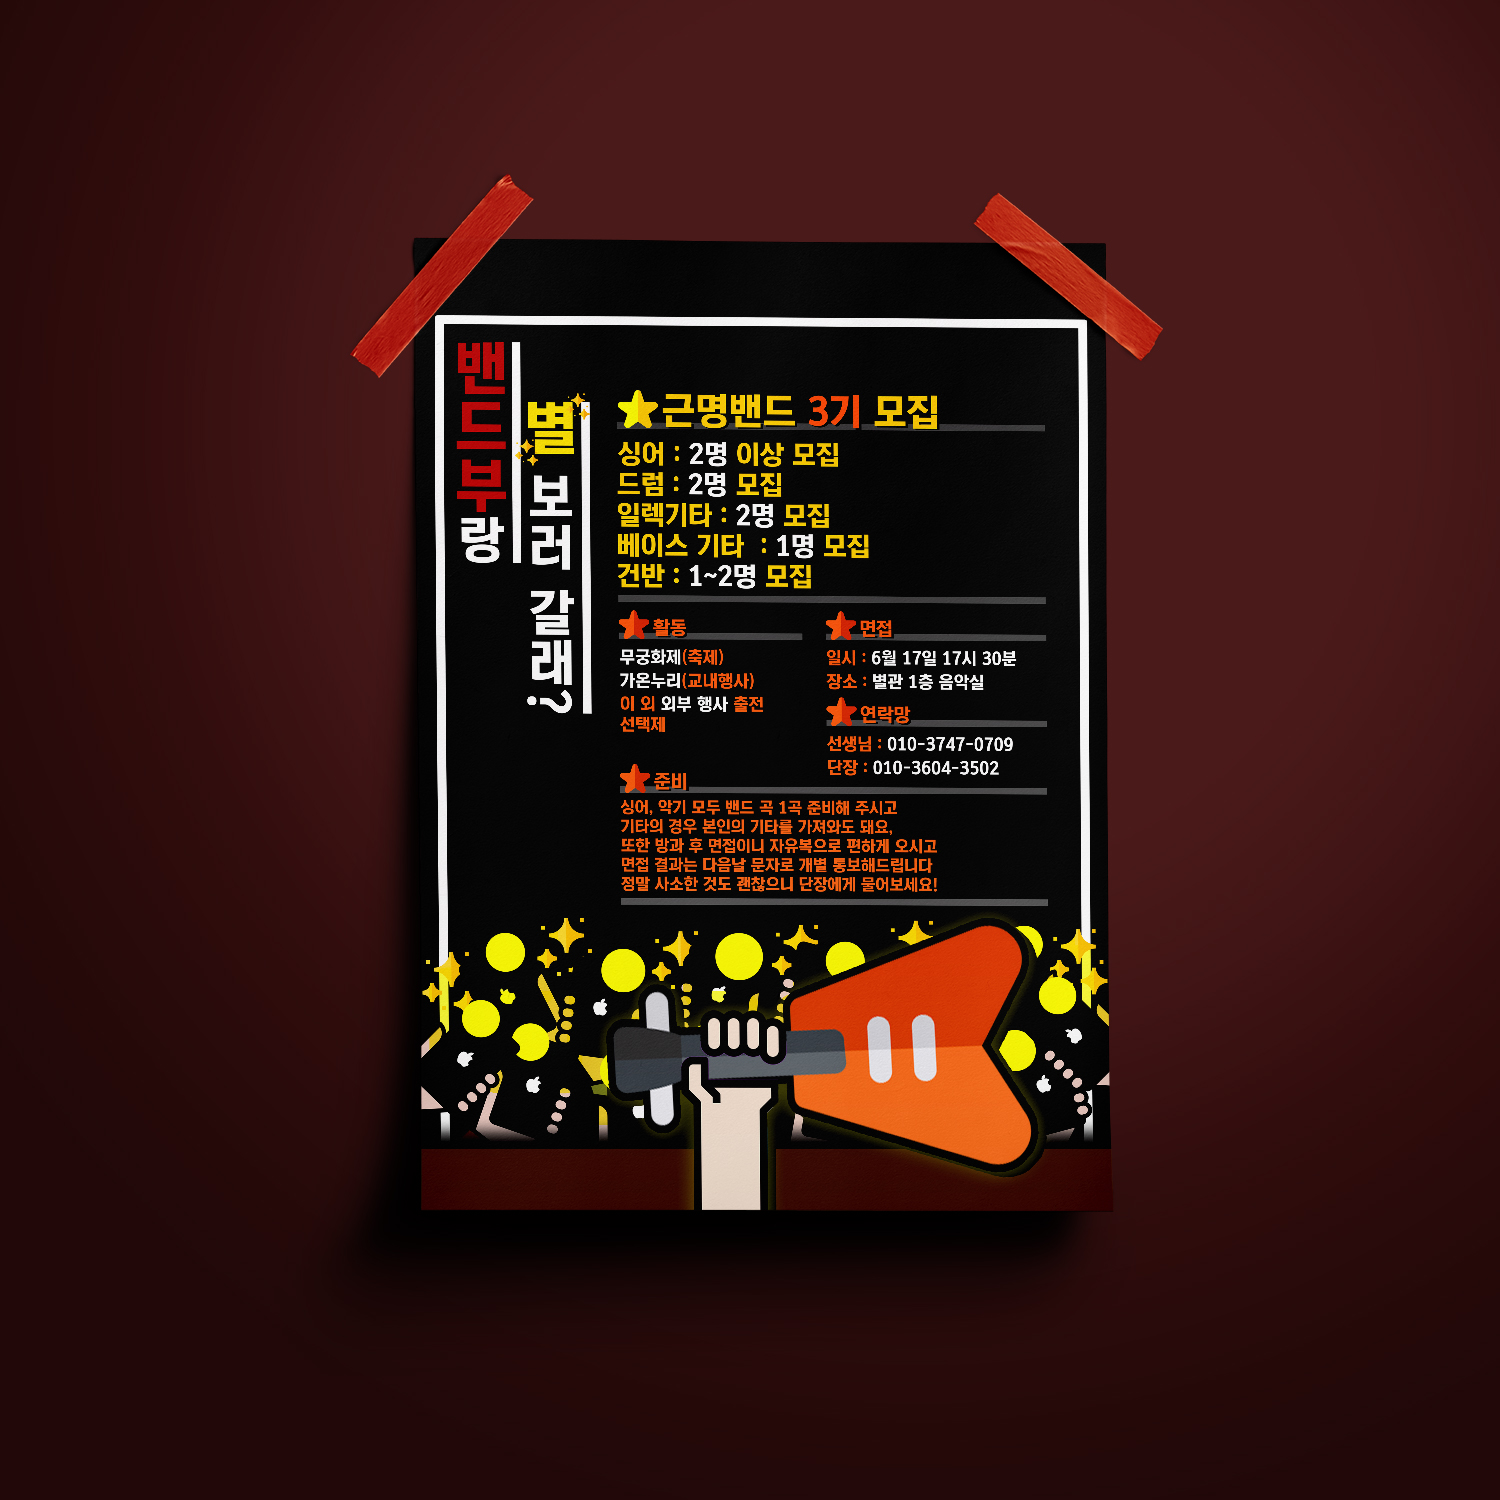 밴드부랑
별 보러 갈래?
근명밴드 3기 모집
싱어 : 2명 이상 모집
드럼 : 2명 모집
일렉기타 : 2명 모집
베이스 기타 : 1명 모집
건반 : 1~2명 모집
활동
무궁화제(축제)
가온누리(교내행사)
이 외 외부 행사 출전
선택제
면접
일시 : 6월 17일 17시 30분
장소 : 별관 1층 음악실
연락망
선생님 : 010-3747-0709
단장 : 010-3604-3502
준비
싱어, 악기 모두 밴드 곡 1곡 준비해 주시고
기타의 경우 본인의 기타를 가져와도 돼요,
또한 방과 후 면접이니 자유복으로 편하게 오시고
면접 결과는 다음날 문자로 개별 통보해드립니다
정말 사소한 것도 괜찮으니 단장에게 물어보세요!